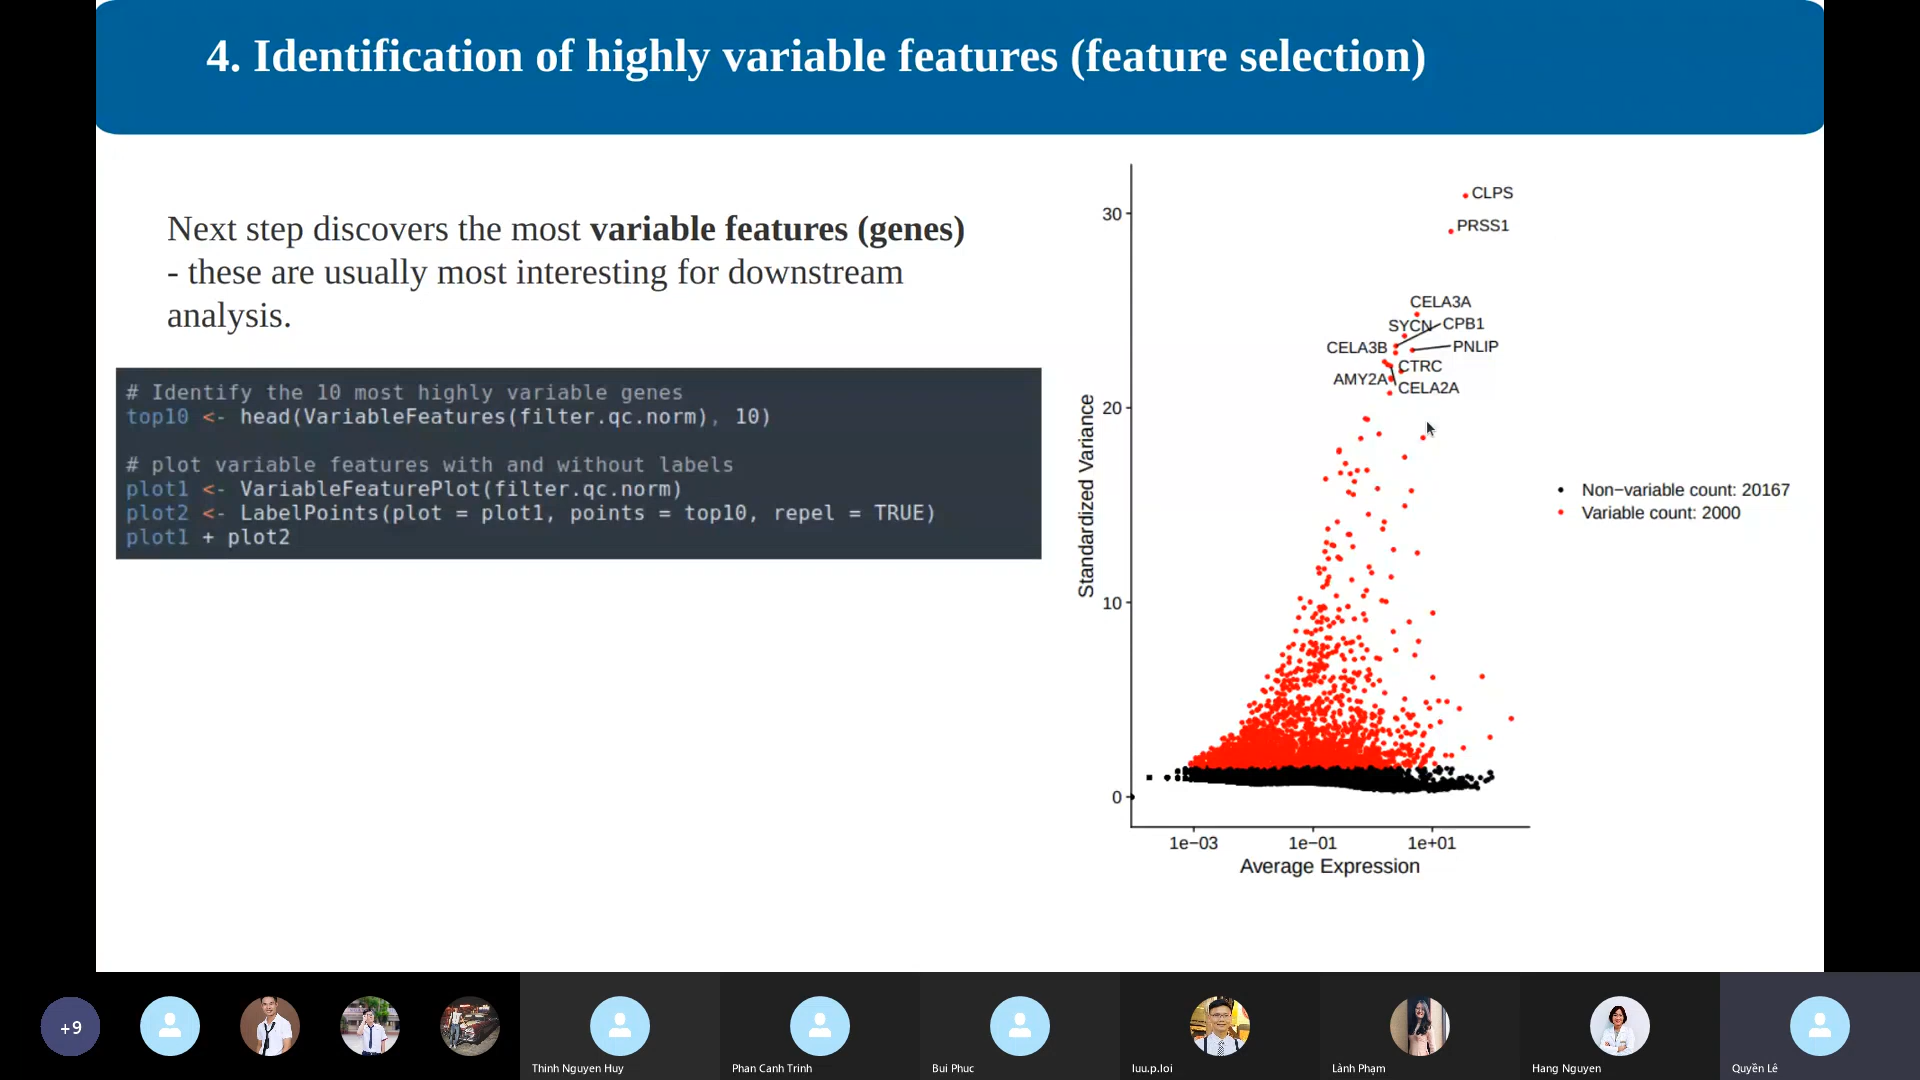 4. Identification of highly variable features (feature selection)
Next step discovers the most variable features (genes)
- these are usually most interesting for downstream
analysis.
# Identify the 10 most highly variable genes
top10 <- head(VariableFeatures(filter.qc.norm), 10)
# plot variable features with and without labels
plot1 <- VariableFeaturePlot(filter.qc.norm)
plot2 <- LabelPoints(plot = plot1, points = top10, repel = TRUE)
plot1 + plot2
CLPS
PRSS1
CELA3A
SYCN
CPB1
CELA3B
PNLIP
CTRC
AMY2A
CELA2A
30
20
10
0
Standardized Variance
1e−03
1e−01
1e+01
Average Expression
Non−variable count: 20167
Variable count: 2000
+9
Thinh Nguyen Huy
Phan Canh Trinh
Bui Phuc
luu.p.loi
Lành Phạm
Hang Nguyen
Quyền Lê